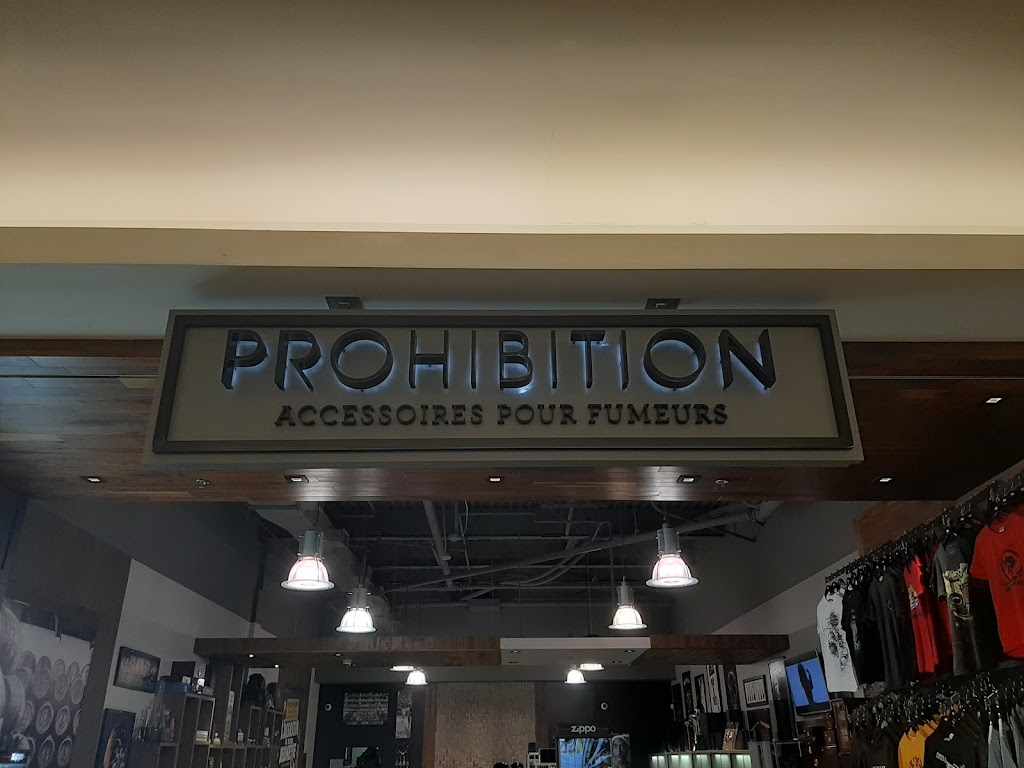 PROHIBITION
ACCESSOIRES POUR FUMEURS
zippo